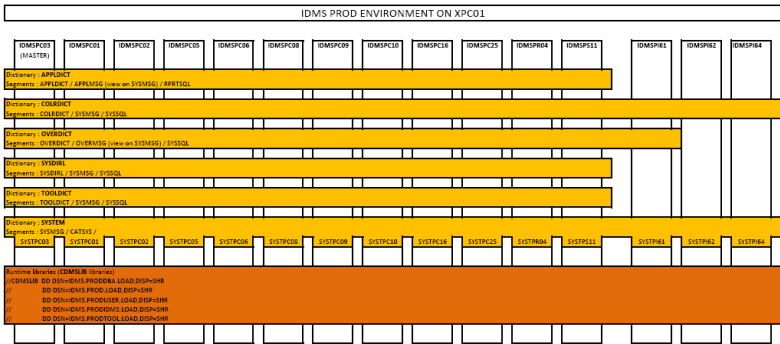 IDMS PROD ENVIRONMENT ON XPC01
IDMSPC03 IDMSPC01 IDMSPC02 IDMSPC05 IDMSPC06 IDMSPC08 IDMSPC09 IDMSPC10 IDMSPC16 IDMSPC25 IDMSPR04 IDMSPS11 IDMSPI61 IDMSPI62 IDMSPI64
(MASTER)
Dictionary : APPLDICT
Segments : APPLDICT / APPLMSG (view on SYSMSG) / RPRTSQL
Dictionary : COLRDICT
Segments : COLRDICT / SYSMSG / SYSSQL
Dictionary : OVERDICT
Segments : OVERDICT / OVERMSG (view on SYSMSG) / SYSSQL
Dictionary : SYSDIRL
Segments : SYSDIRL / SYSMSG / SYSSQL
Dictionary : TOOLDICT
Segments : TOOLDICT / SYSMSG / SYSSQL
Dictionary : SYSTEM
Segments : SYSMSG / CATSYS /
SYSTPC03 SYSTPC01 SYSTPC02 SYSTPC05 SYSTPC06 SYSTPC08 SYSTPC09 SYSTPC10 SYSTPC16 SYSTPC25 SYSTPR04 SYSTPS11 SYSTPI61 SYSTPI62 SYSTPI64
Runtime libraries (CDMSLIB libraries)
//CDMSLIB DD DSN=IDMS.PRODDBA.LOAD,DISP=SHR
// DD DSN=IDMS.PROD.LOAD,DISP=SHR
// DD DSN=IDMS.PRODUSER.LOAD,DISP=SHR
// DD DSN=IDMS.PRODIDMS.LOAD,DISP=SHR
// DD DSN=IDMS.PRODTOOL.LOAD,DISP=SHR